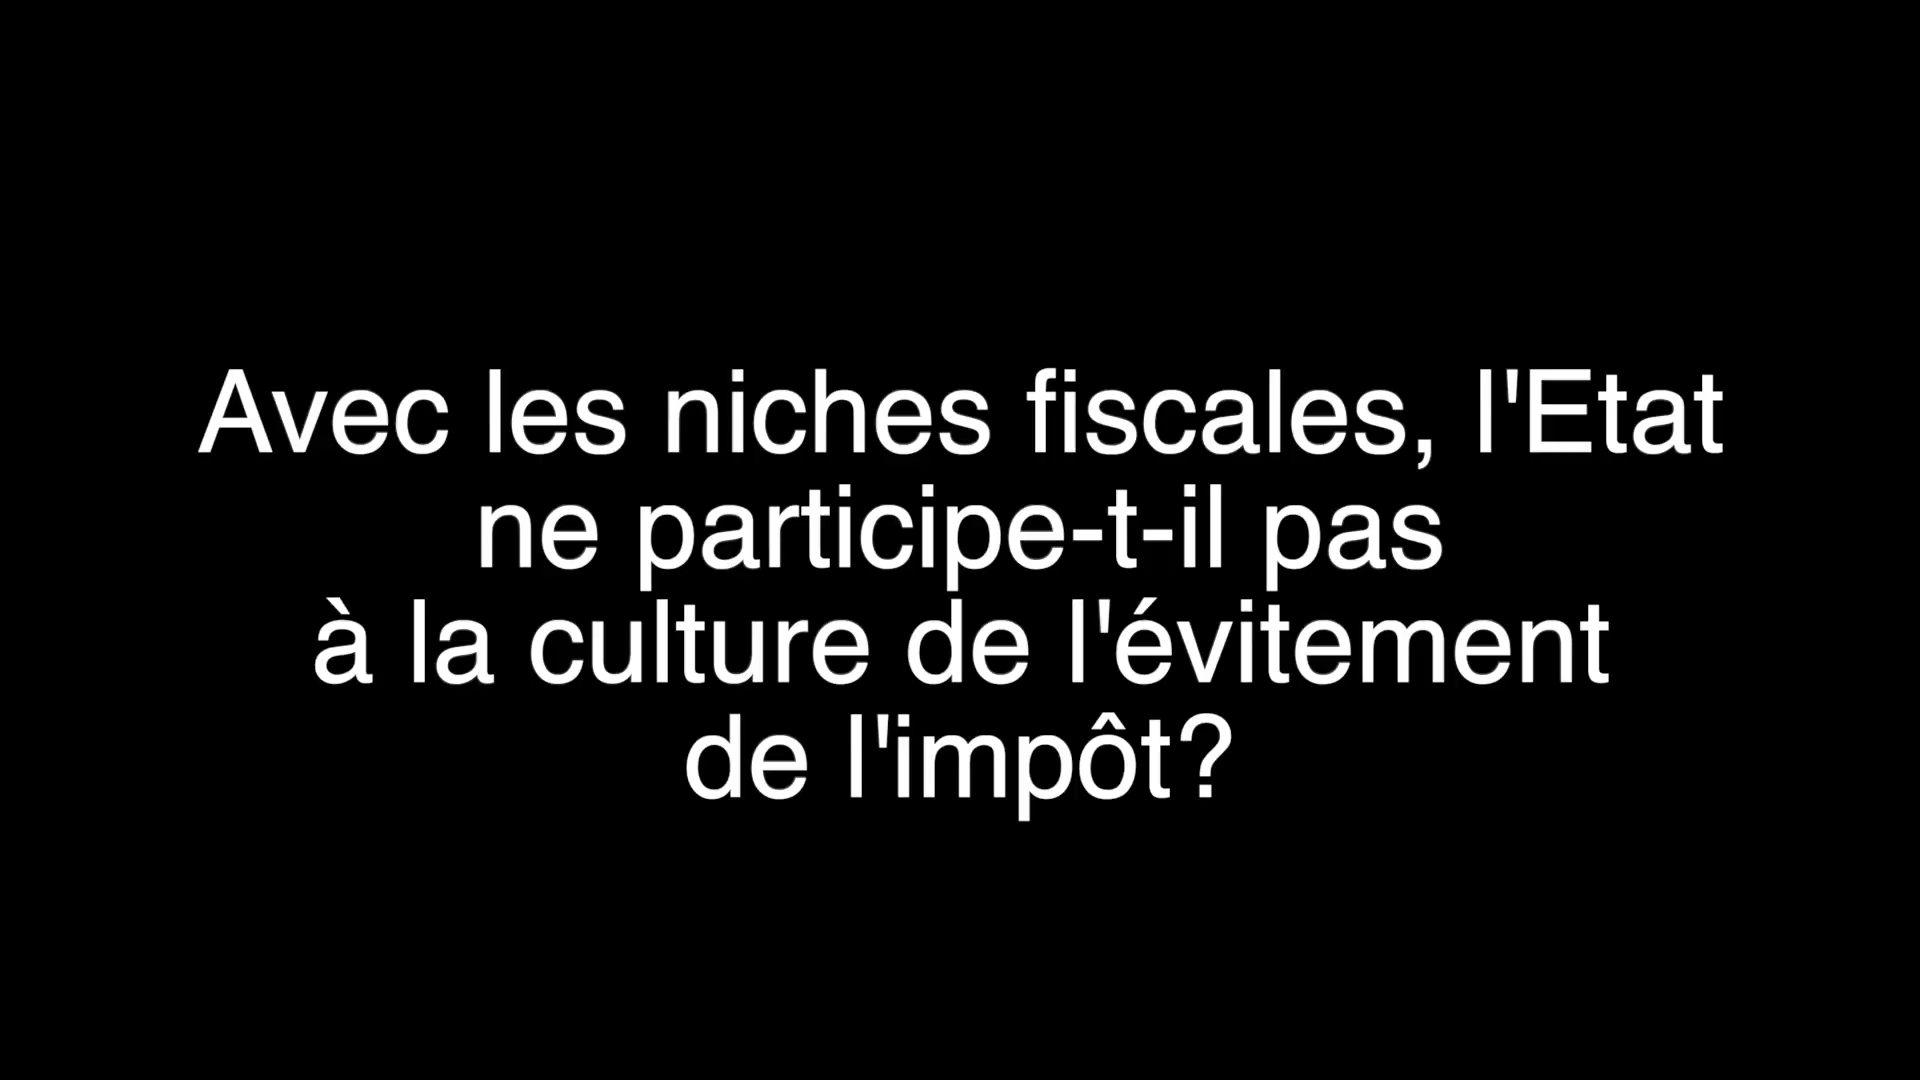 Avec les niches fiscales, l'Etat
ne participe-t-il pas
à la culture de l'évitement
de l'impôt?